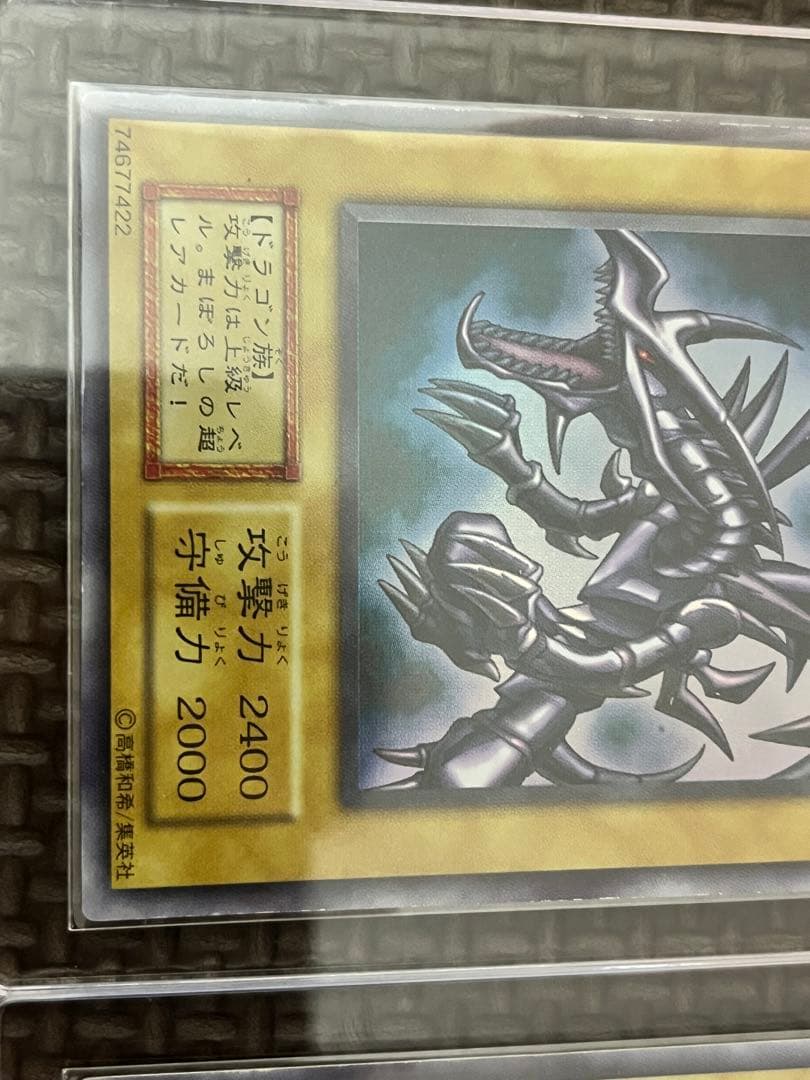 74677422
【ドラゴン族】
攻撃力は上級レベ
ル。まぼろしの超
レアカードだ!
攻撃力 2400
守備力 2000
©高橋和希/集英社